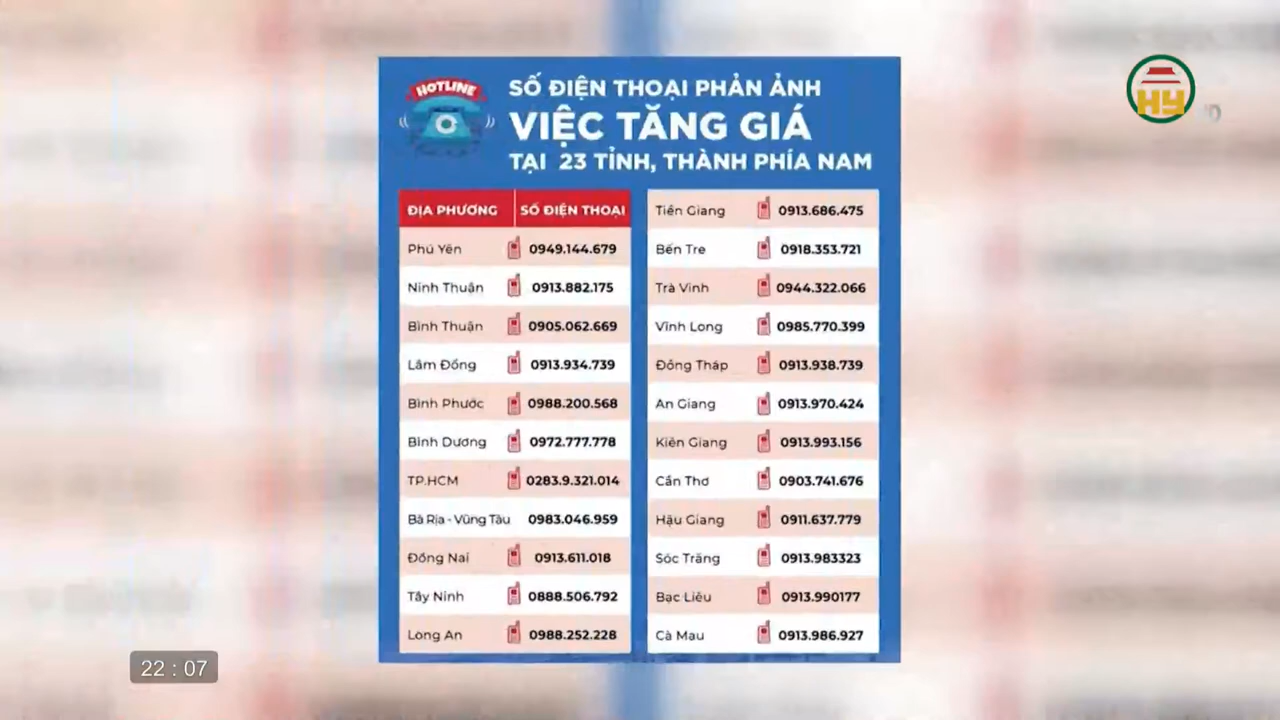 HOTLINE
SỐ ĐIỆN THOẠI PHẢN ẢNH
VIỆC TĂNG GIÁ
TẠI 23 TỈNH, THÀNH PHÍA NAM
ĐỊA PHƯƠNG SỐ ĐIỆN THOẠI
Phú Yên 0949.144.679
Ninh Thuận 0913.882.175
Bình Thuận 0905.062.669
Lâm Đồng 0913.934.739
Bình Phước 0988.200.568
Bình Dương 0972.777.778
TP.HCM 0283.9.321.014
Bà Rịa - Vũng Tàu 0983.046.959
Đồng Nai 0913.611.018
Tây Ninh 0888.506.792
Long An 0988.252.228
Tiền Giang 0913.686.475
Bến Tre 0918.353.721
Trà Vinh 0944.322.066
Vĩnh Long 0985.770.399
Đồng Tháp 0913.938.739
An Giang 0913.970.424
Kiên Giang 0913.993.156
Cần Thơ 0903.741.676
Hậu Giang 0911.637.779
Sóc Trăng 0913.983323
Bạc Liêu 0913.990177
Cà Mau 0913.986.927
HY
22 : 07